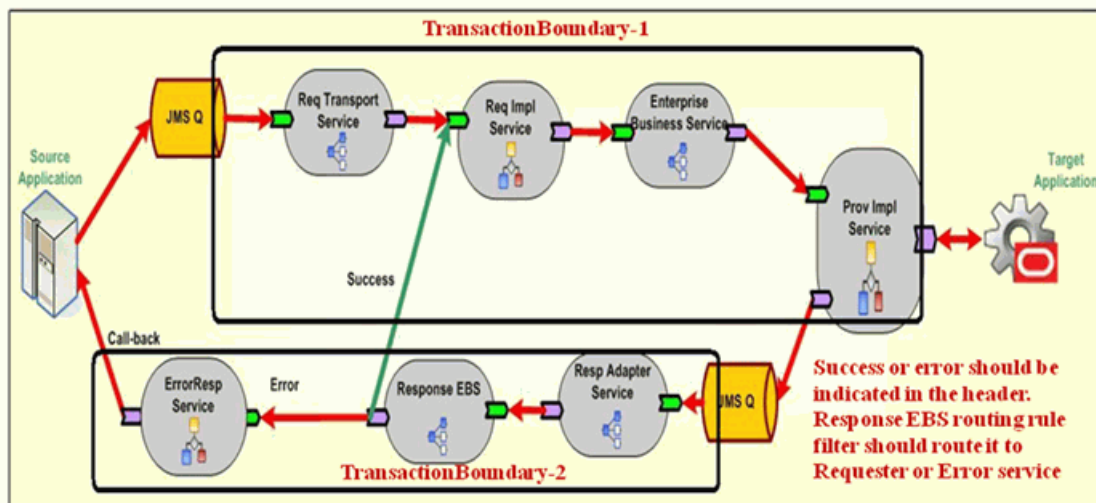 TransactionBoundary-1
JMS Q
Req Transport
Service
Req Impl
Service
Enterprise
Business Service
Source
Application
Target
Application
Prov Impl
Service
Success
Call-back
ErrorResp
Service
Error
Response EBS
Resp Adapter
Service
JMS Q
TransactionBoundary-2
Success or error should be
indicated in the header.
Response EBS routing rule
filter should route it to
Requester or Error service